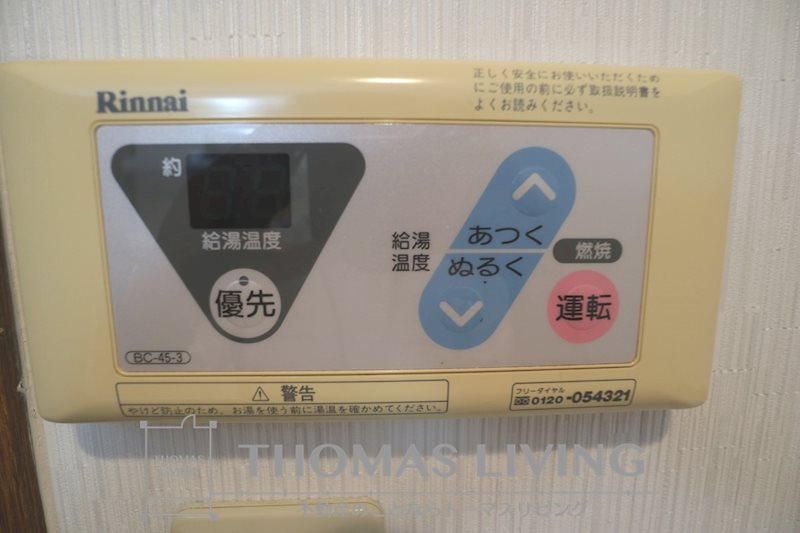 Rinnai
正しく安全にお使いいただくため
にご使用の前に必ず取扱説明書を
よくお読みください。
約
給湯温度
優先
給湯
温度
あつく
ぬるく
燃焼
運転
BC-45-3
警告
やけど防止のため、お湯を使う前に湯温を確かめてください。
フリーダイヤル
0120-054321
THOMAS
THOMAS LIVING